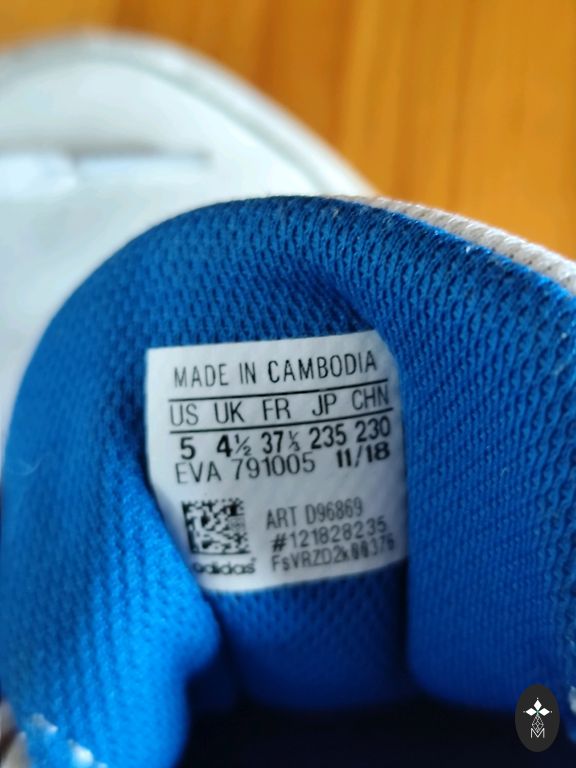 MADE IN CAMBODIA
US UK FR JP CHN
5 4½ 37⅓ 235 230
EVA 791005 11/18
ART D96869
#121828235
FsVRZD2k00376
adidas
M